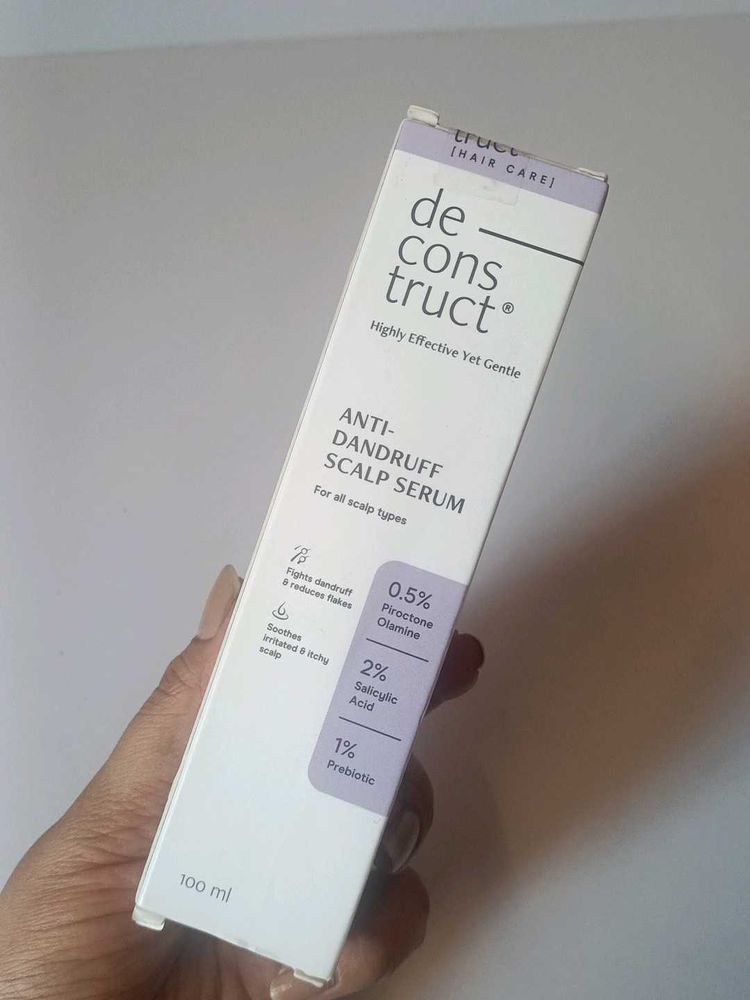 truct
[HAIR CARE]
de
cons
truct®
Highly Effective Yet Gentle
ANTI-
DANDRUFF
SCALP SERUM
For all scalp types
Fights dandruff
& reduces flakes
Soothes
irritated & itchy
scalp
0.5%
Piroctone
Olamine
2%
Salicylic
Acid
1%
Prebiotic
100 ml